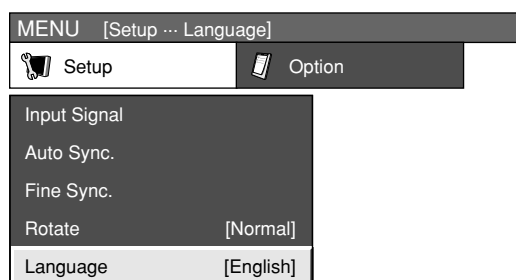 MENU [Setup ··· Language]
Setup Option
Input Signal
Auto Sync.
Fine Sync.
Rotate [Normal]
Language [English]